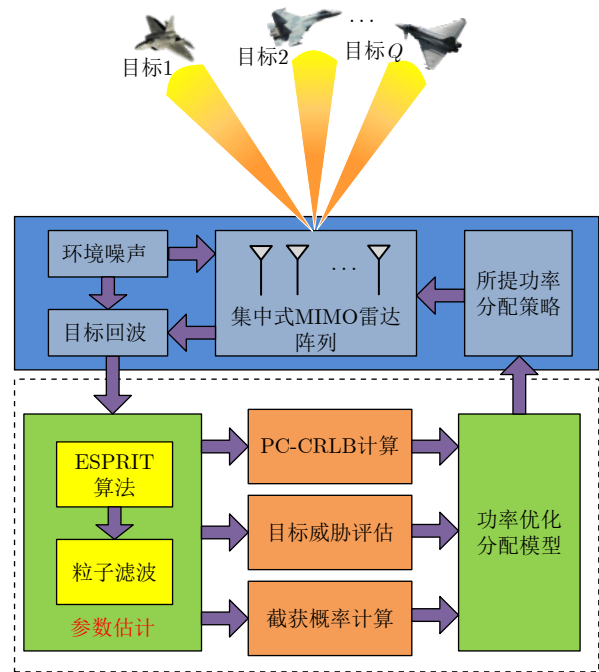 目标1
目标2
...
目标Q
环境噪声
目标回波
...
集中式MIMO雷达
阵列
所提功率
分配策略
ESPRIT
算法
粒子滤波
参数估计
PC-CRLB计算
目标威胁评估
截获概率计算
功率优化
分配模型